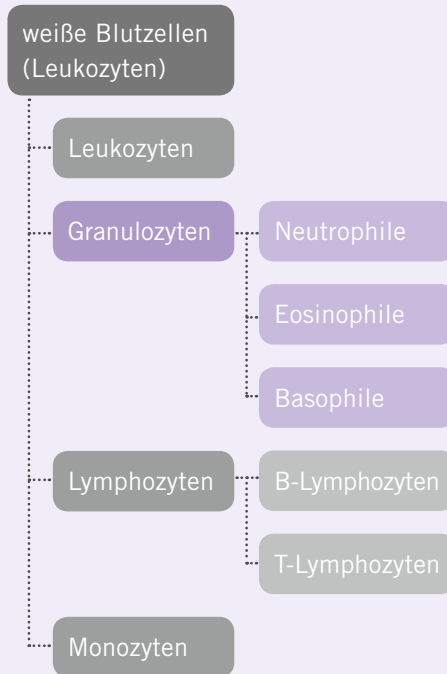 weiße Blutzellen
(Leukozyten)
Leukozyten
Granulozyten
Neutrophile
Eosinophile
Basophile
Lymphozyten
B-Lymphozyten
T-Lymphozyten
Monozyten